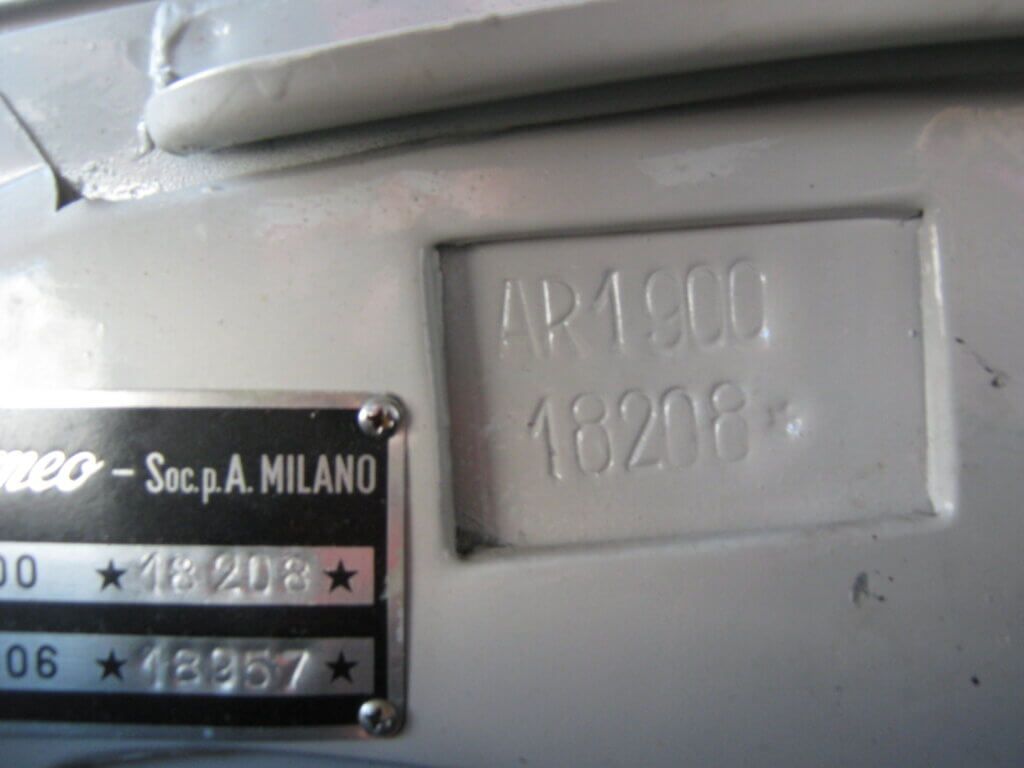 AR1900
18208
meo - Soc.p.A. MILANO
00 ★ 18208 ★
06 ★ 18957 ★